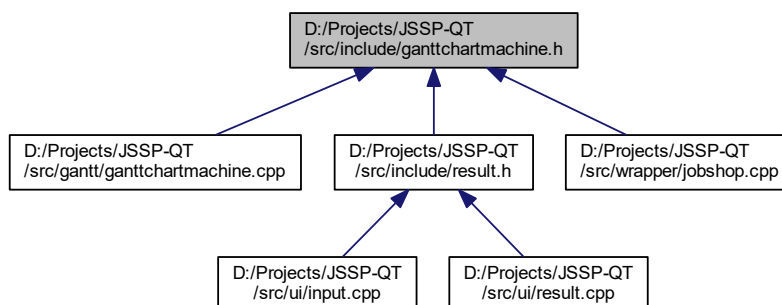 D:/Projects/JSSP-QT
/src/include/ganttchartmachine.h
D:/Projects/JSSP-QT
/src/gantt/ganttchartmachine.cpp
D:/Projects/JSSP-QT
/src/include/result.h
D:/Projects/JSSP-QT
/src/wrapper/jobshop.cpp
D:/Projects/JSSP-QT
/src/ui/input.cpp
D:/Projects/JSSP-QT
/src/ui/result.cpp